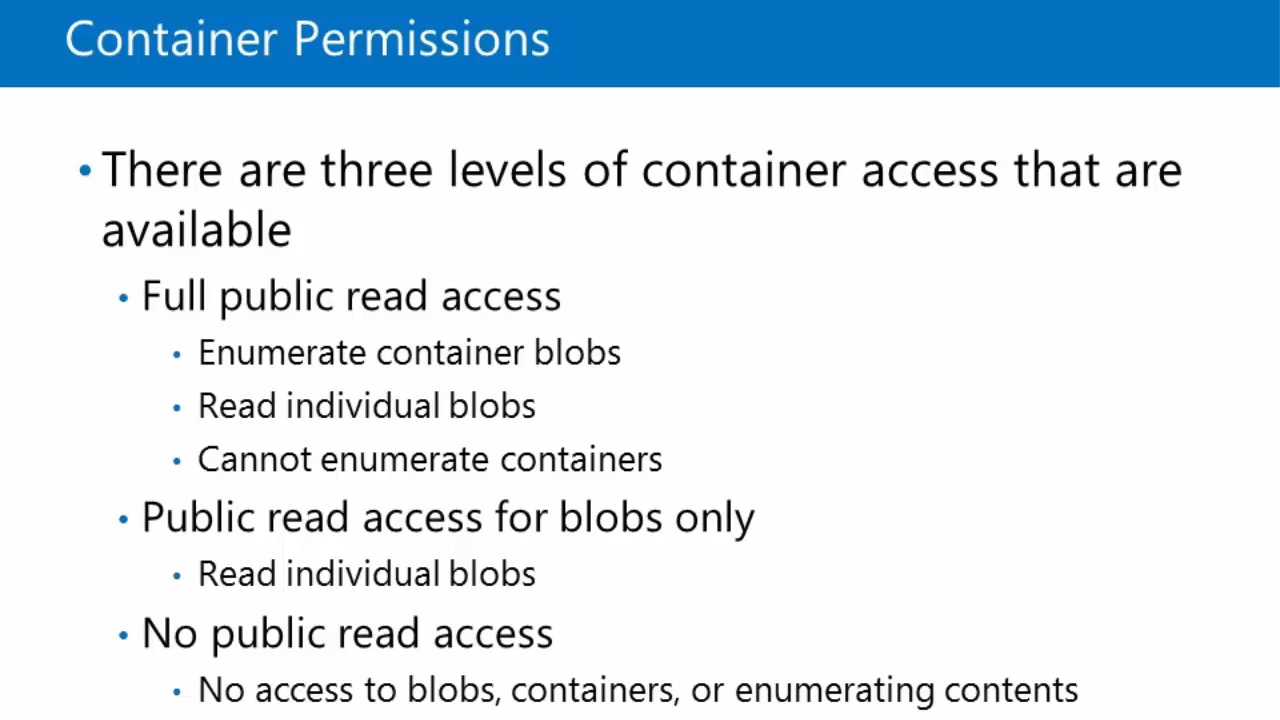 Container Permissions
• There are three levels of container access that are
available
• Full public read access
• Enumerate container blobs
• Read individual blobs
• Cannot enumerate containers
• Public read access for blobs only
• Read individual blobs
• No public read access
• No access to blobs, containers, or enumerating contents